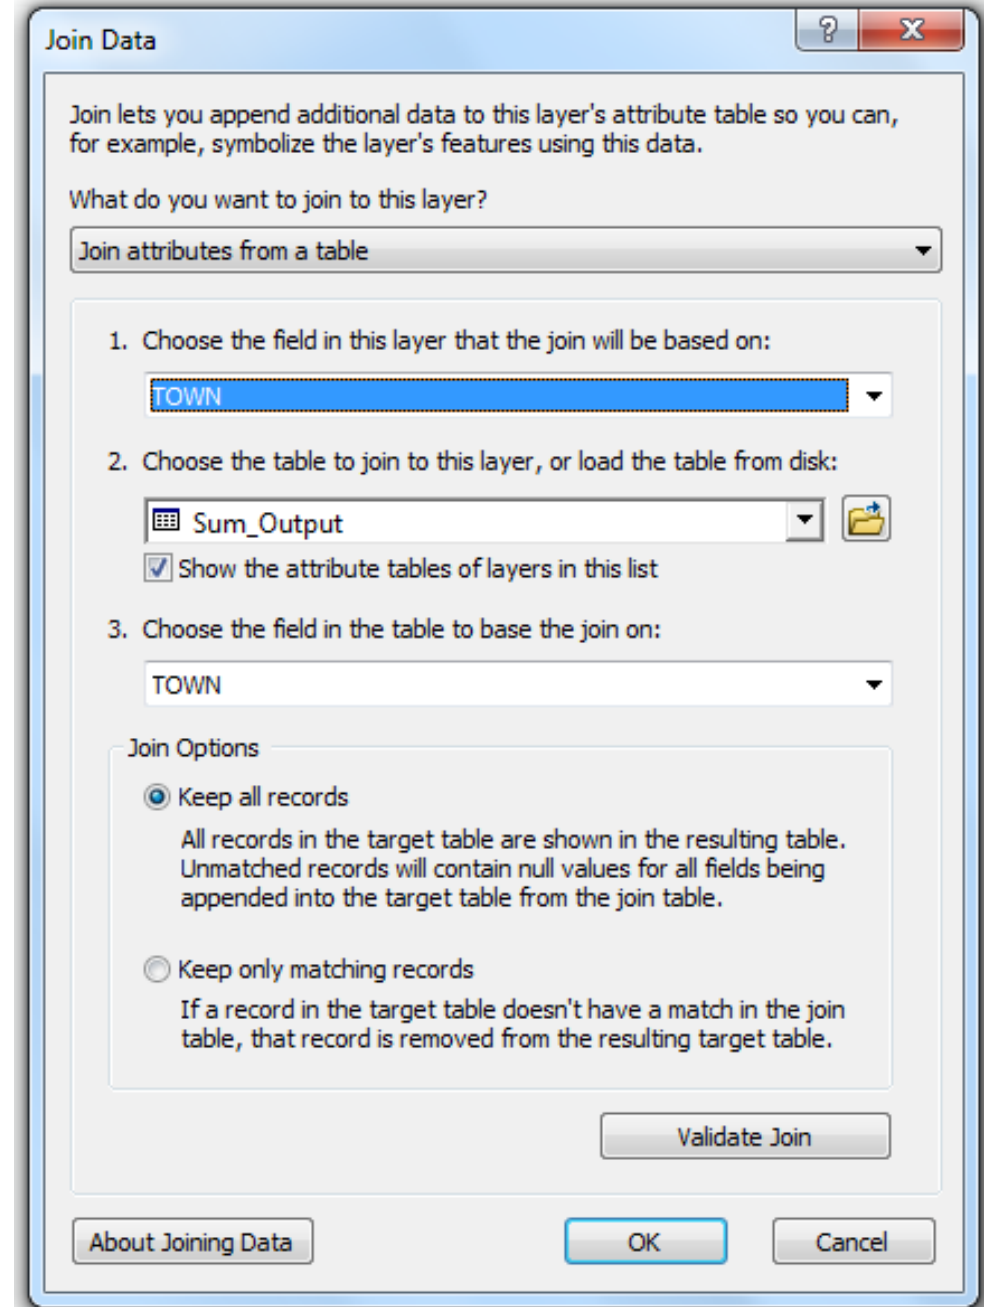 Join Data
?
Join lets you append additional data to this layer's attribute table so you can,
for example, symbolize the layer's features using this data.
What do you want to join to this layer?
Join attributes from a table
1. Choose the field in this layer that the join will be based on:
TOWN
2. Choose the table to join to this layer, or load the table from disk:
Sum_Output
Show the attribute tables of layers in this list
3. Choose the field in the table to base the join on:
TOWN
Join Options
Keep all records
All records in the target table are shown in the resulting table.
Unmatched records will contain null values for all fields being
appended into the target table from the join table.
Keep only matching records
If a record in the target table doesn't have a match in the join
table, that record is removed from the resulting target table.
Validate Join
About Joining Data
OK
Cancel